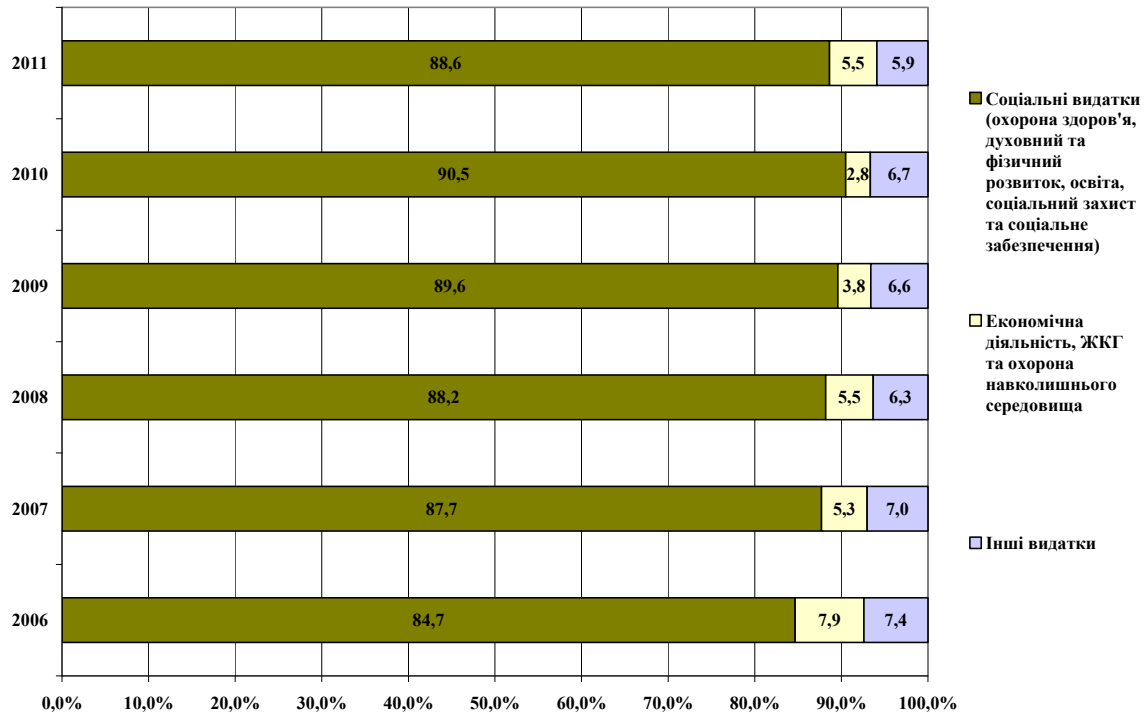 2011
88,6
5,5
5,9
2010
90,5
2,8
6,7
2009
89,6
3,8
6,6
2008
88,2
5,5
6,3
2007
87,7
5,3
7,0
2006
84,7
7,9
7,4
0,0%
10,0%
20,0%
30,0%
40,0%
50,0%
60,0%
70,0%
80,0%
90,0%
100,0%
Соціальні видатки
(охорона здоров'я,
духовний та
фізичний
розвиток, освіта,
соціальний захист
та соціальне
забезпечення)
Економічна
діяльність, ЖКГ
та охорона
навколишнього
середовища
Інші видатки